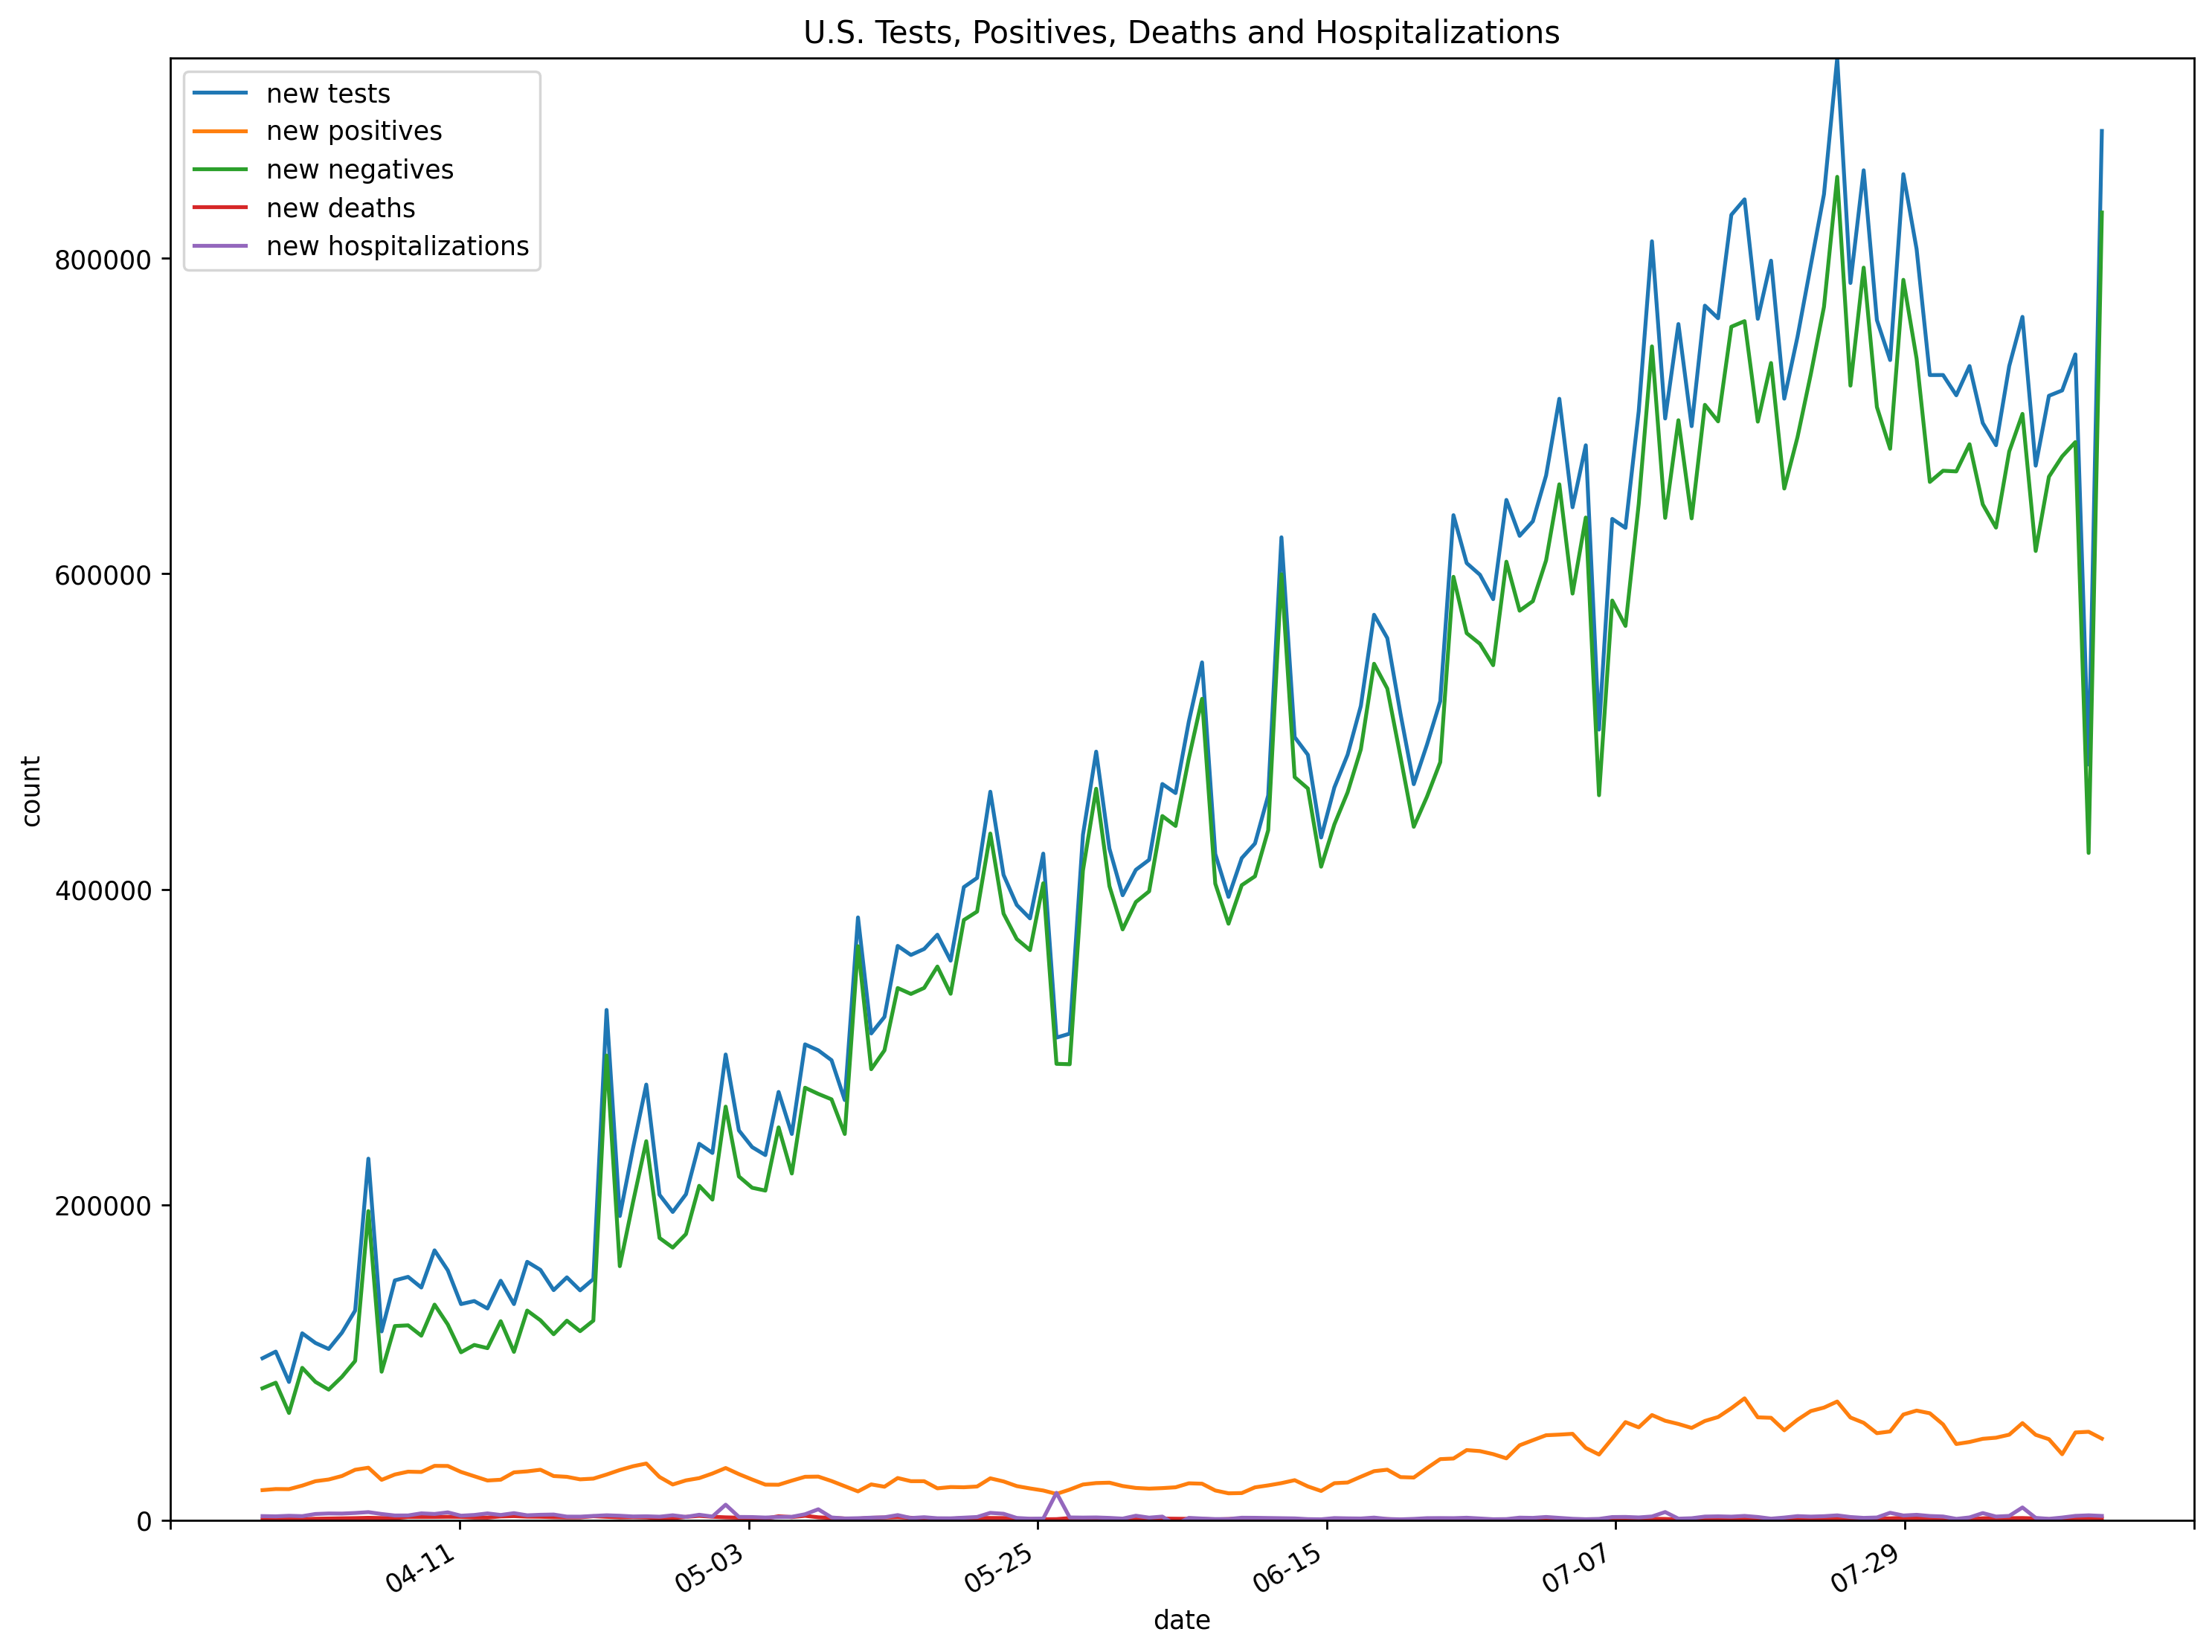 U.S. Tests, Positives, Deaths and Hospitalizations
new tests
new positives
new negatives
new deaths
new hospitalizations
800000
600000
400000
200000
0
count
04-11
05-03
05-25
06-15
07-07
07-29
date